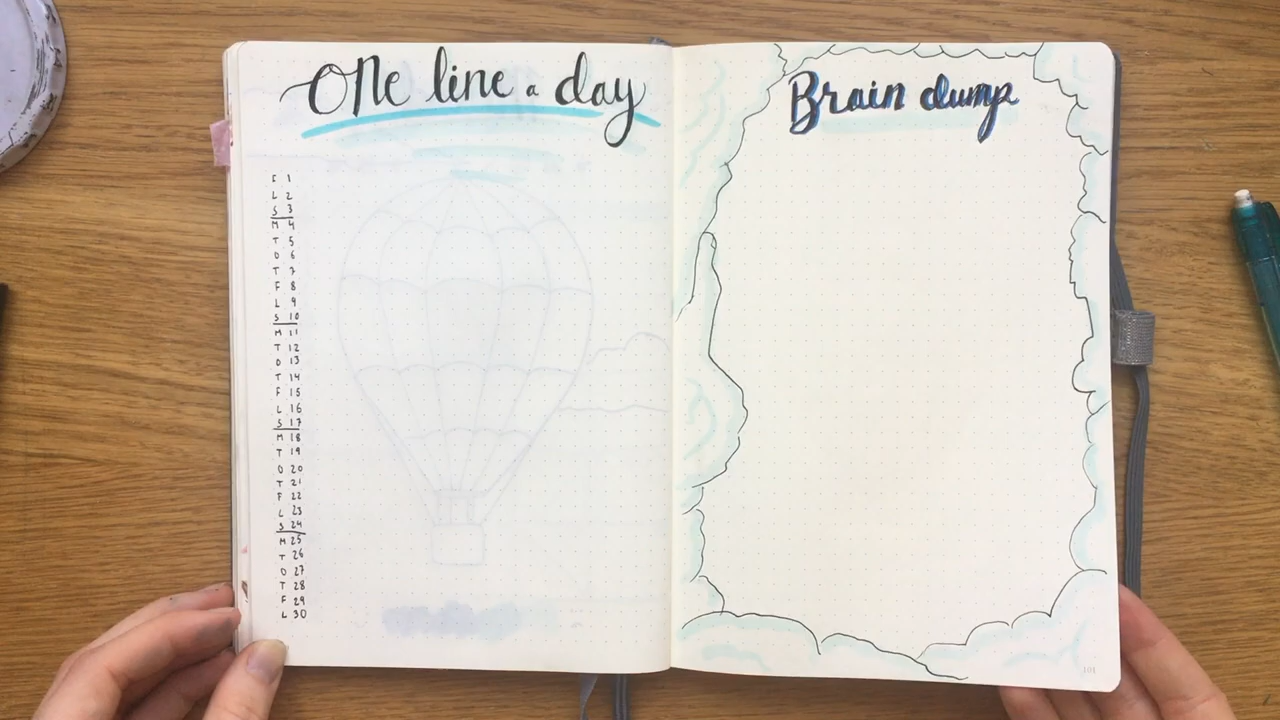 One line a day
F 1
L 2
S 3
M 4
T 5
O 6
T 7
F 8
L 9
S 10
M 11
T 12
O 13
T 14
F 15
L 16
S 17
M 18
T 19
O 20
T 21
F 22
L 23
S 24
M 25
T 26
O 27
T 28
F 29
L 30
Brain dump
101